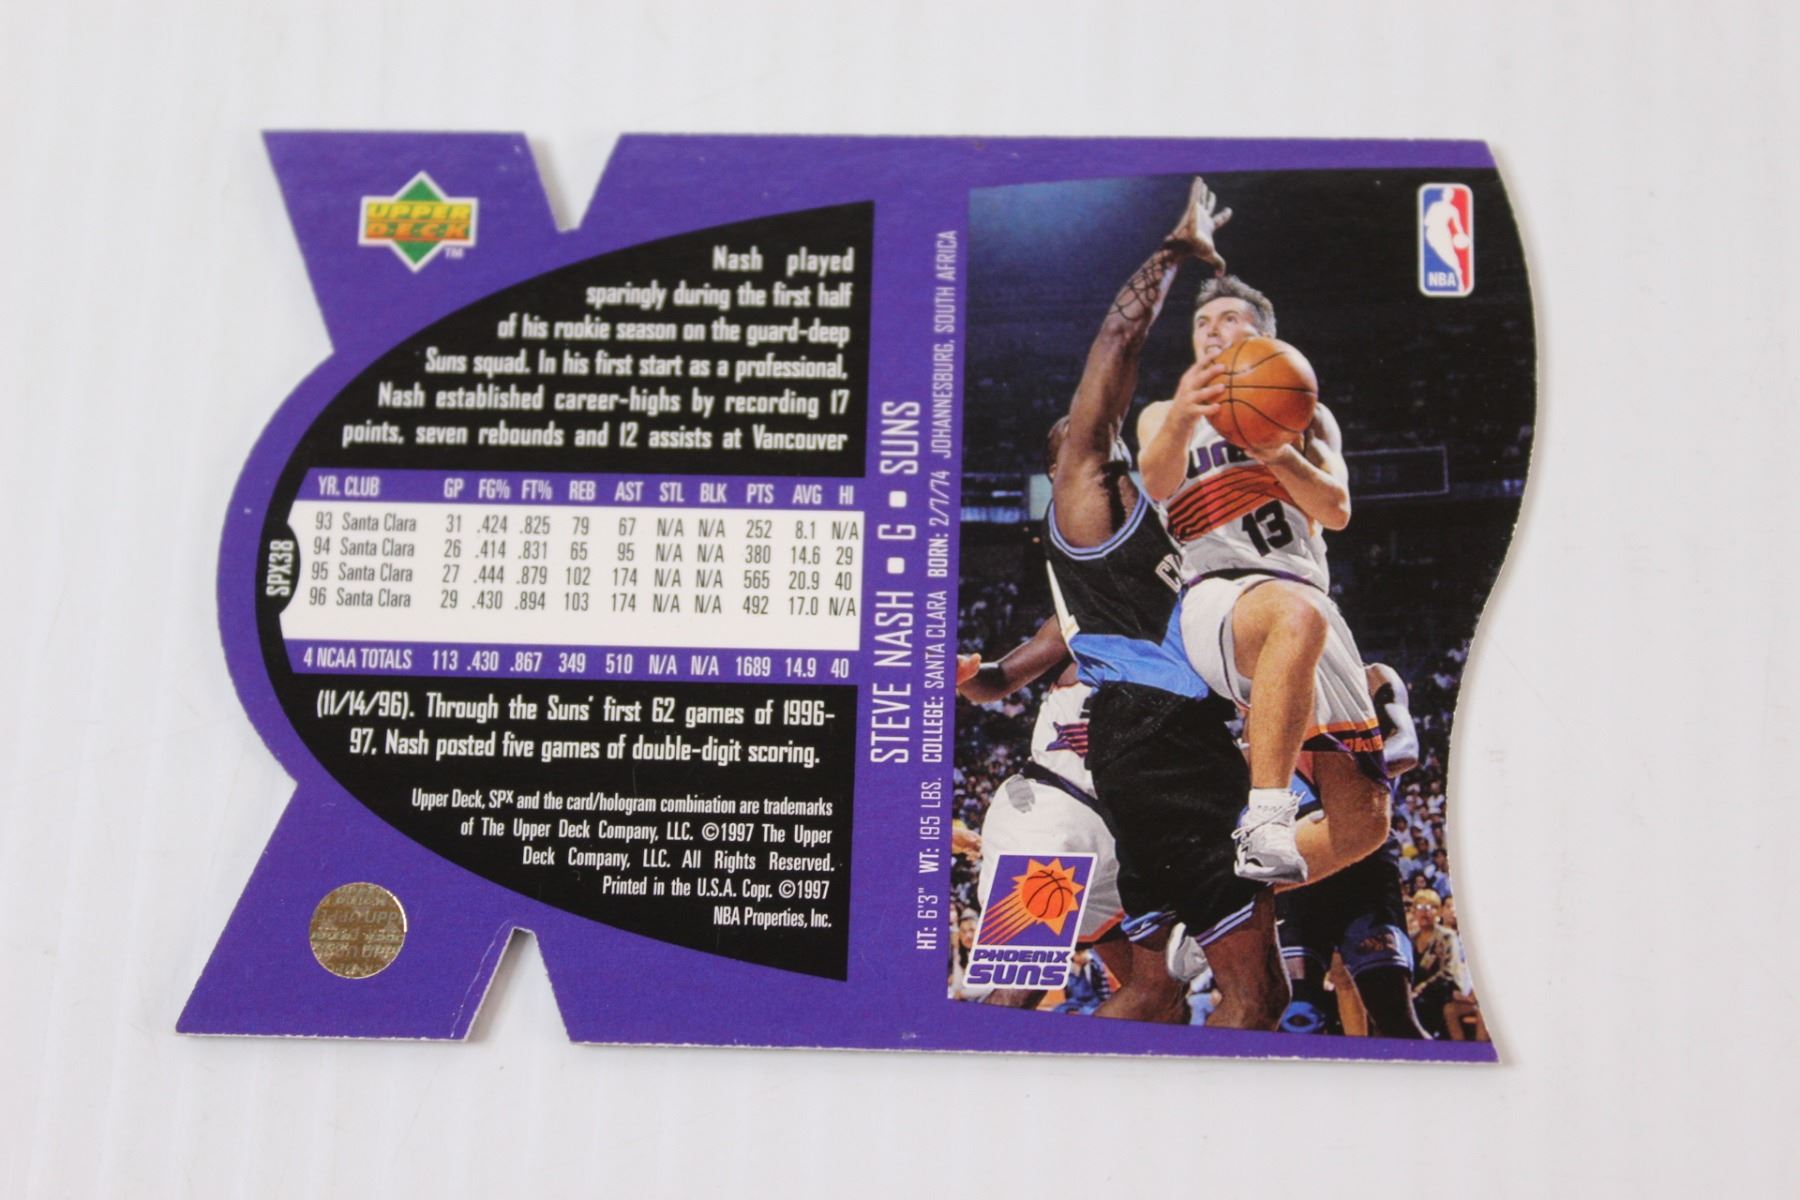 UPPER
DECK
TM
Nash played
sparingly during the first half
of his rookie season on the guard-deep
Suns squad. In his first start as a professional,
Nash established career-highs by recording 17
points, seven rebounds and 12 assists at Vancouver
YR. CLUB GP FG% FT% REB AST STL BLK PTS AVG HI
93 Santa Clara 31 .424 .825 79 67 N/A N/A 252 8.1 N/A
94 Santa Clara 26 .414 .831 65 95 N/A N/A 380 14.6 29
95 Santa Clara 27 .444 .879 102 174 N/A N/A 565 20.9 40
96 Santa Clara 29 .430 .894 103 174 N/A N/A 492 17.0 N/A
4 NCAA TOTALS 113 .430 .867 349 510 N/A N/A 1689 14.9 40
SPX38
(11/14/96). Through the Suns' first 62 games of 1996-
97, Nash posted five games of double-digit scoring.
Upper Deck, SPx and the card/hologram combination are trademarks
of The Upper Deck Company, LLC. ©1997 The Upper
Deck Company, LLC. All Rights Reserved.
Printed in the U.S.A. Copr. ©1997
NBA Properties, Inc.
STEVE NASH ▪ G ▪ SUNS
HT: 6'3" WT: 195 LBS. COLLEGE: SANTA CLARA BORN: 2/7/74 JOHANNESBURG, SOUTH AFRICA
NBA
13
PHOENIX
SUNS